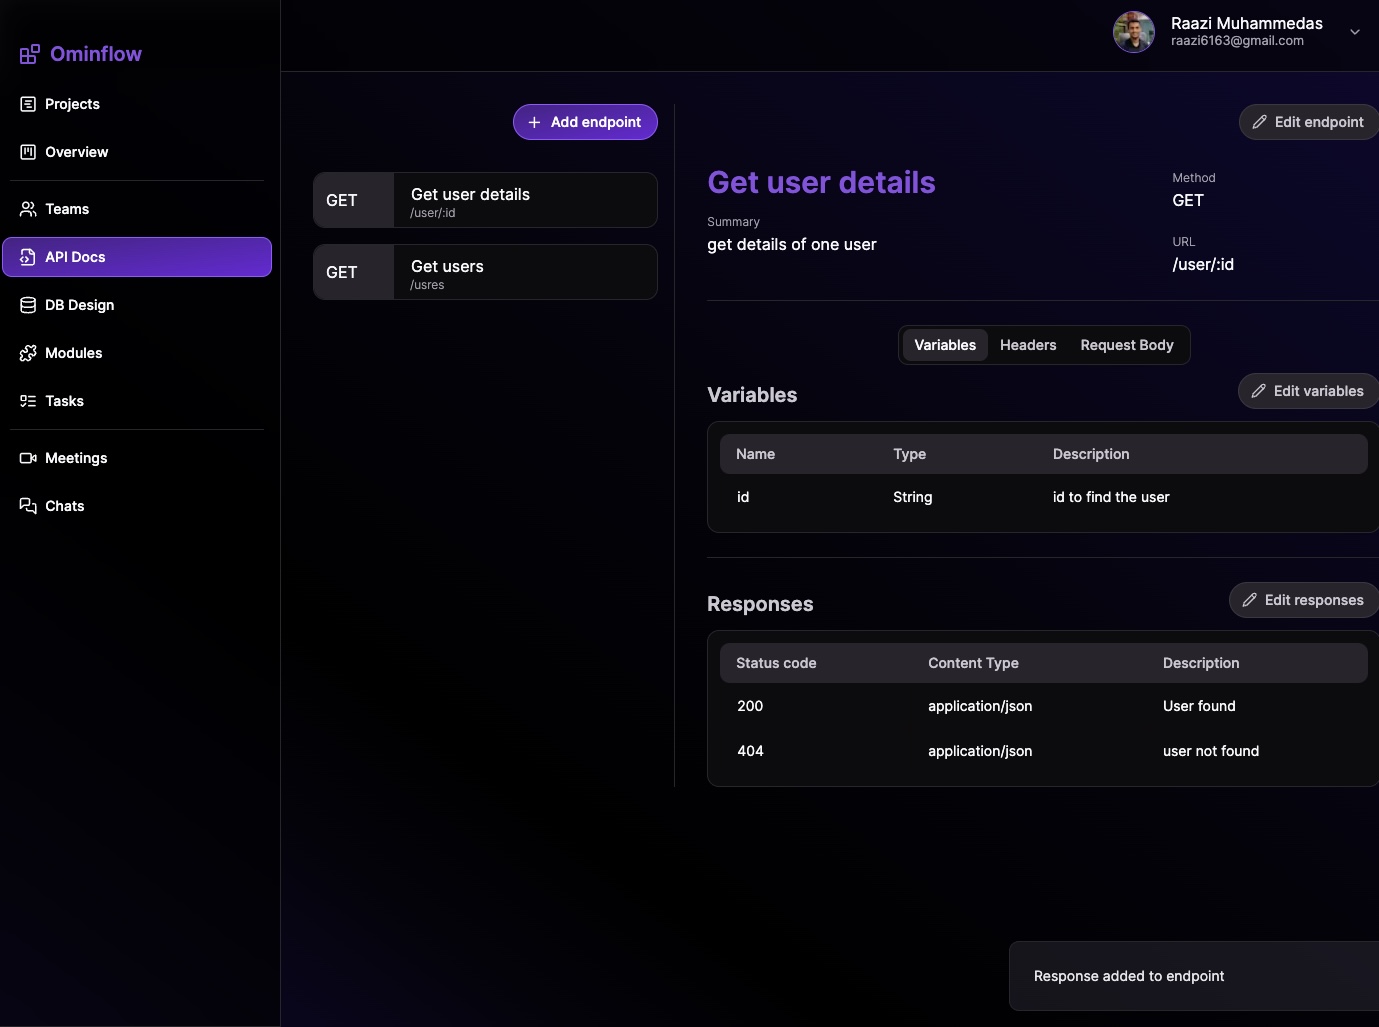 Ominflow
Projects
Overview
Teams
API Docs
DB Design
Modules
Tasks
Meetings
Chats
Raazi Muhammedas
raazi6163@gmail.com
Add endpoint
GET
Get user details
/user/:id
GET
Get users
/usres
Edit endpoint
Get user details
Summary
get details of one user
Method
GET
URL
/user/:id
Variables Headers Request Body
Variables
Edit variables
Name Type Description
id String id to find the user
Responses
Edit responses
Status code Content Type Description
200 application/json User found
404 application/json user not found
Response added to endpoint